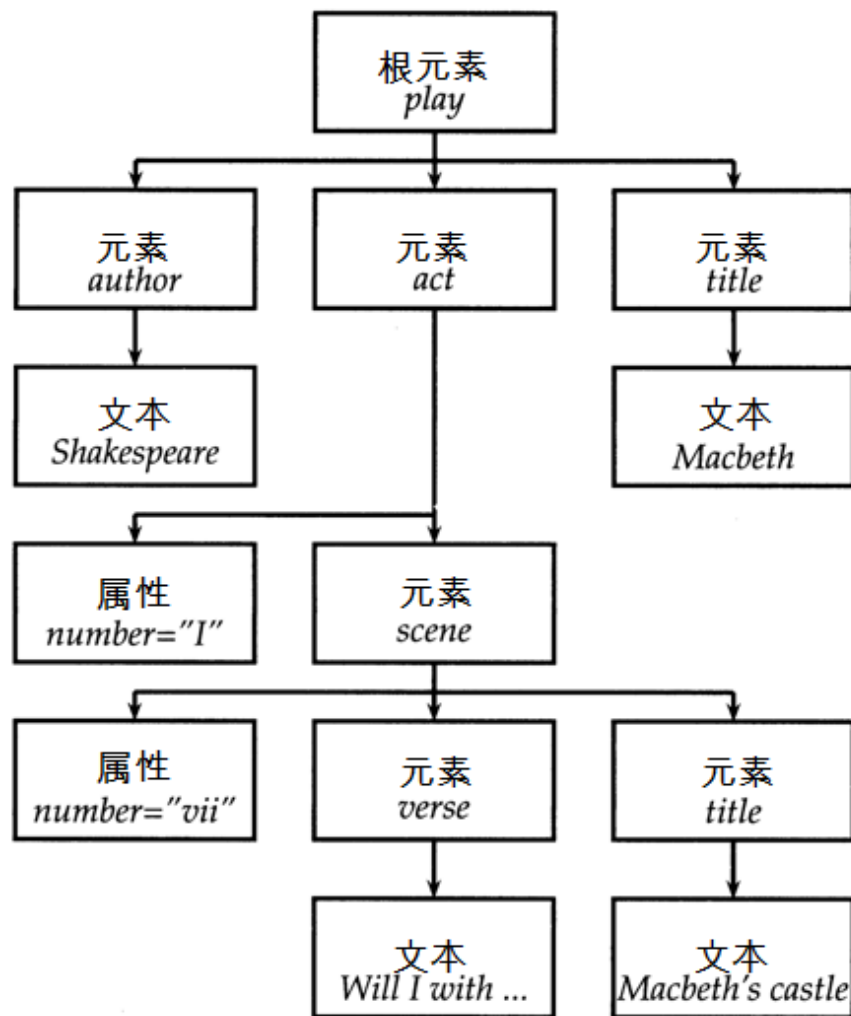 根元素
play
元素
author
元素
act
元素
title
文本
Shakespeare
文本
Macbeth
属性
number="I"
元素
scene
属性
number="vii"
元素
verse
元素
title
文本
Will I with ...
文本
Macbeth's castle